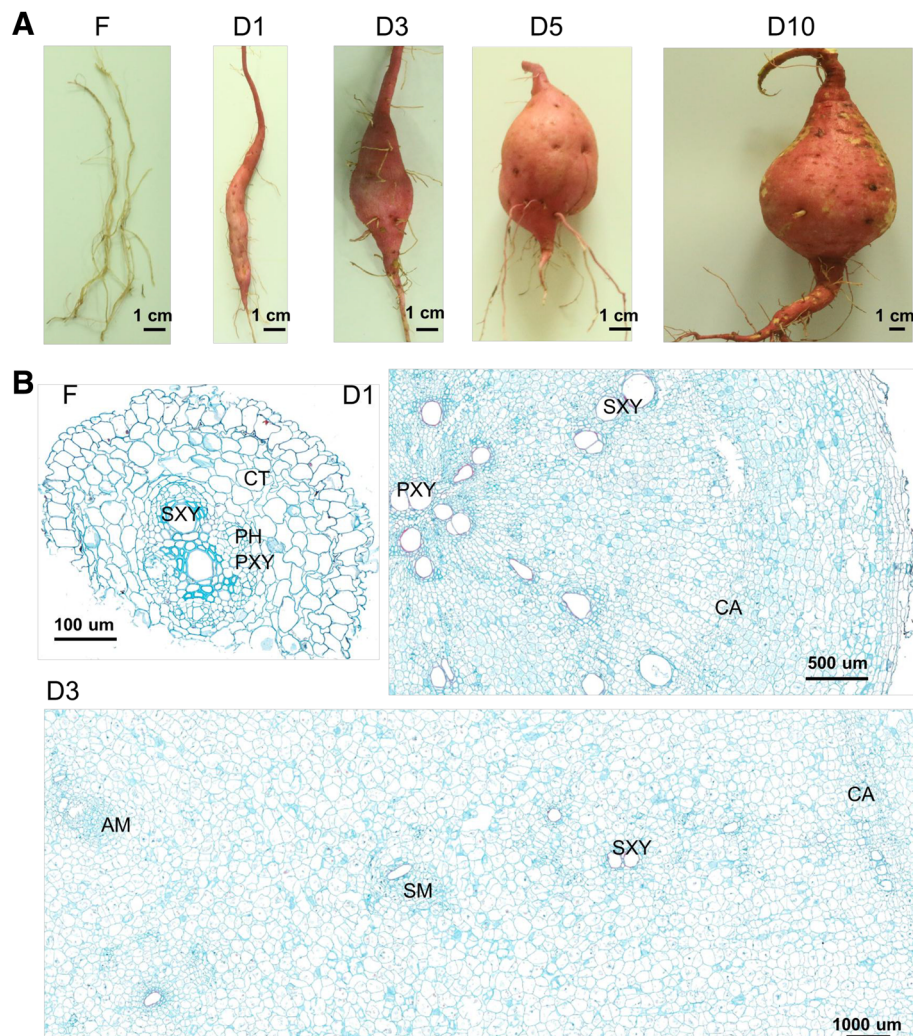 A
F D1 D3 D5 D10
1 cm 1 cm 1 cm 1 cm 1 cm
B
F
CT
SXY
PH
PXY
100 um
D1
SXY
PXY
CA
500 um
D3
CA
AM
SXY
SM
1000 um